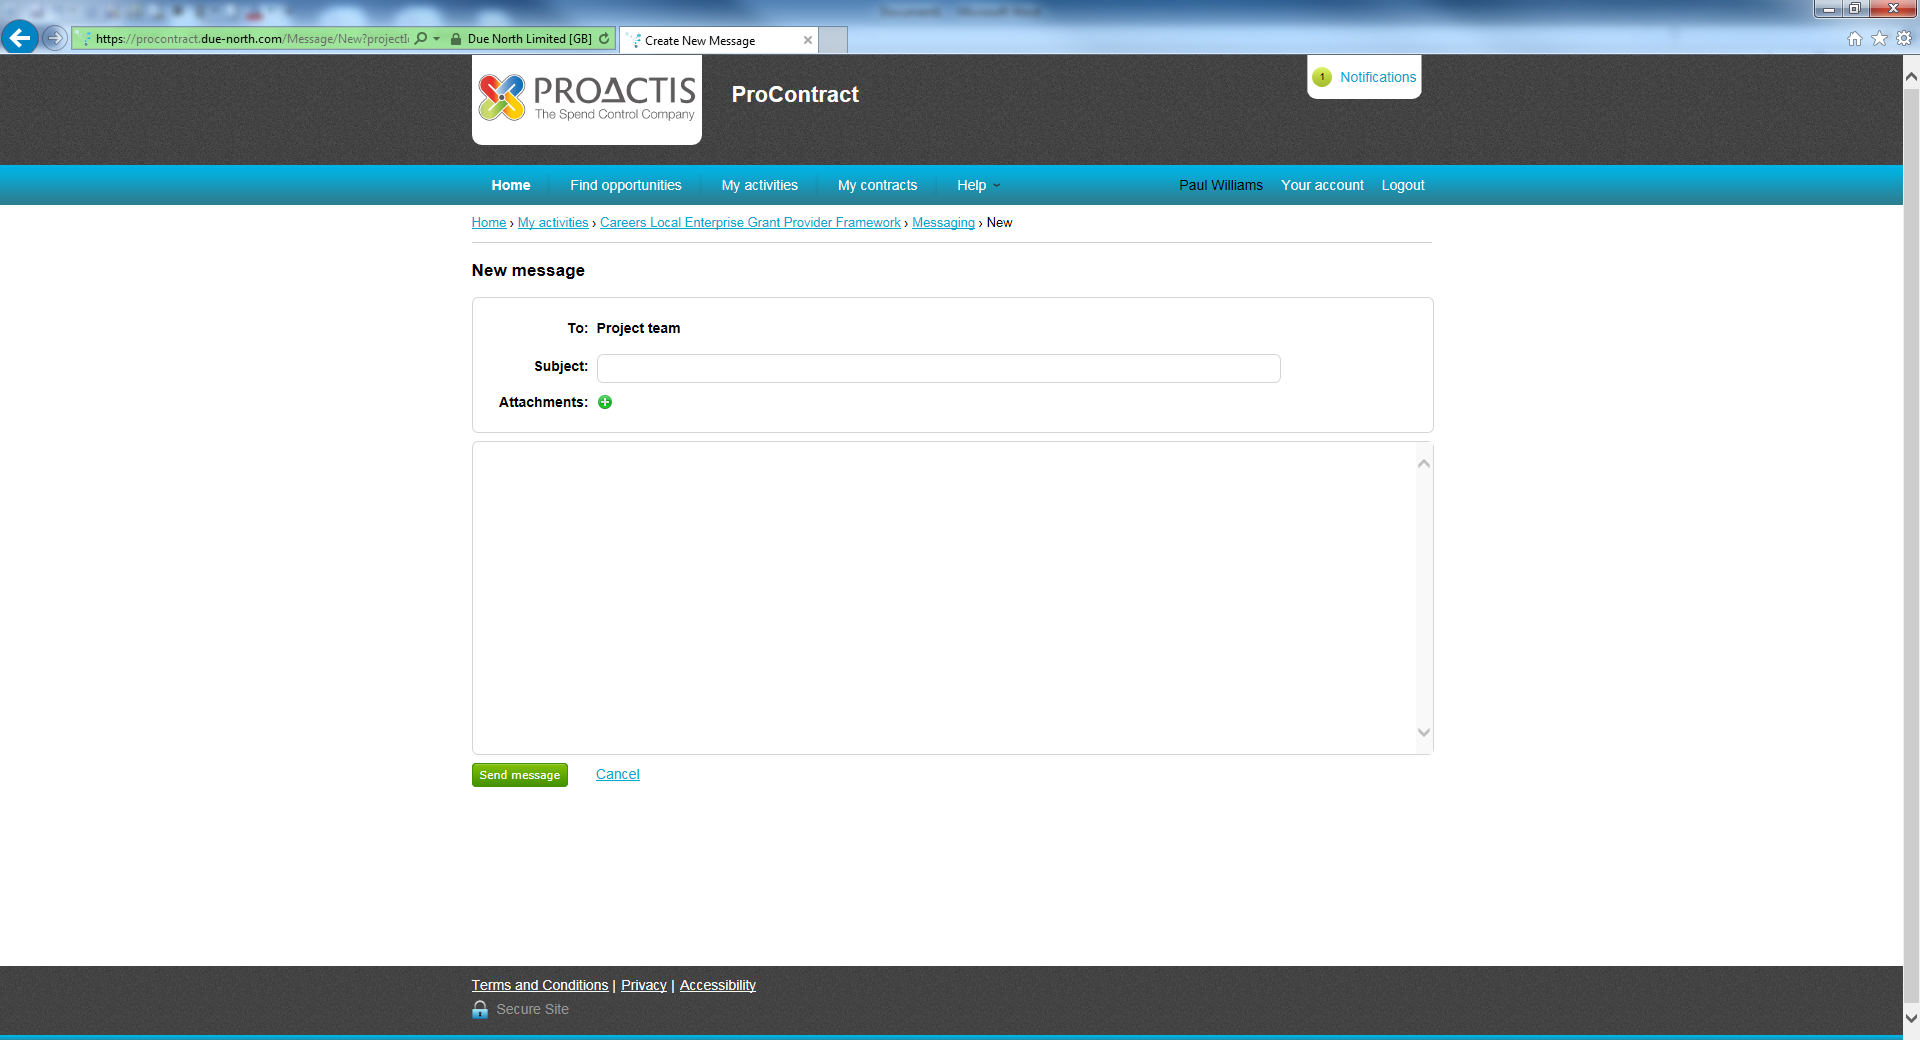 https://procontract.due-north.com/Message/New?projectI
Due North Limited [GB]
Create New Message
PROACTIS
The Spend Control Company
ProContract
1 Notifications
Home Find opportunities My activities My contracts Help Paul Williams Your account Logout
Home › My activities › Careers Local Enterprise Grant Provider Framework › Messaging › New
New message
To: Project team
Subject:
Attachments:
Send message Cancel
Terms and Conditions | Privacy | Accessibility
Secure Site